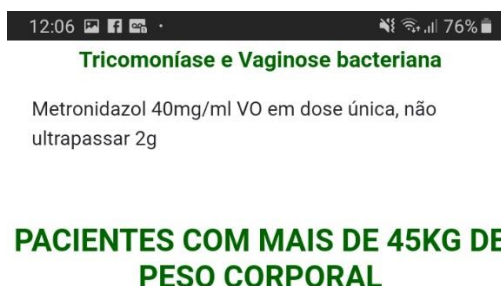 12:06
76%
Tricomoníase e Vaginose bacteriana
Metronidazol 40mg/ml VO em dose única, não
ultrapassar 2g
PACIENTES COM MAIS DE 45KG DE
PESO CORPORAL